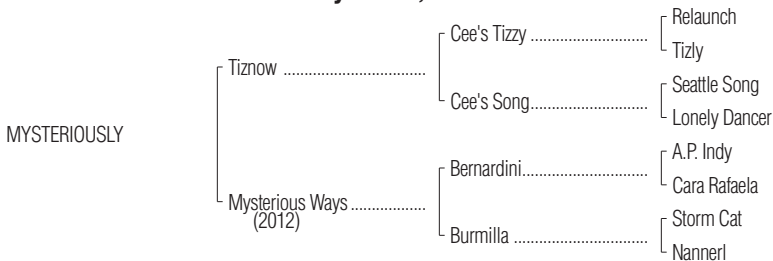 Relaunch
Cee's Tizzy
Tizly
Tiznow
Seattle Song
Cee's Song
Lonely Dancer
MYSTERIOUSLY
A.P. Indy
Bernardini
Cara Rafaela
Mysterious Ways
(2012)
Storm Cat
Burmilla
Nannerl